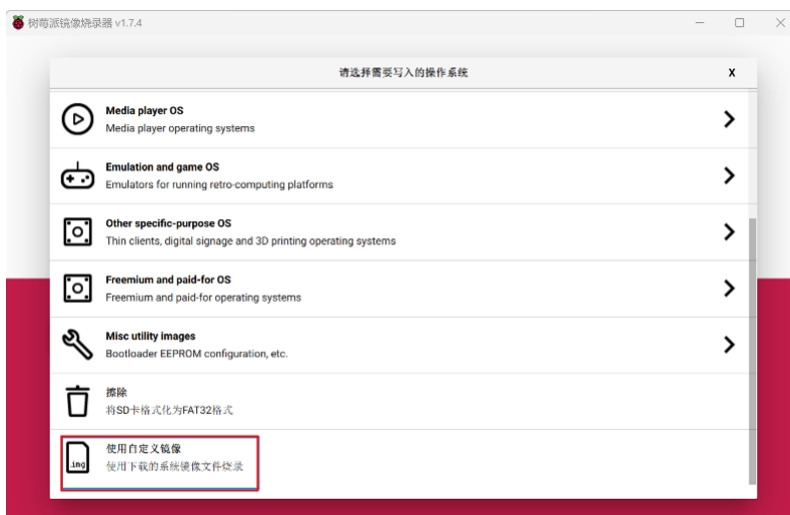 树莓派镜像烧录器 v1.7.4
请选择需要写入的操作系统
x
Media player OS
Media player operating systems
Emulation and game OS
Emulators for running retro-computing platforms
Other specific-purpose OS
Thin clients, digital signage and 3D printing operating systems
Freemium and paid-for OS
Freemium and paid-for operating systems
Misc utility images
Bootloader EEPROM configuration, etc.
擦除
将SD卡格式化为FAT32格式
.img
使用自定义镜像
使用下载的系统镜像文件烧录